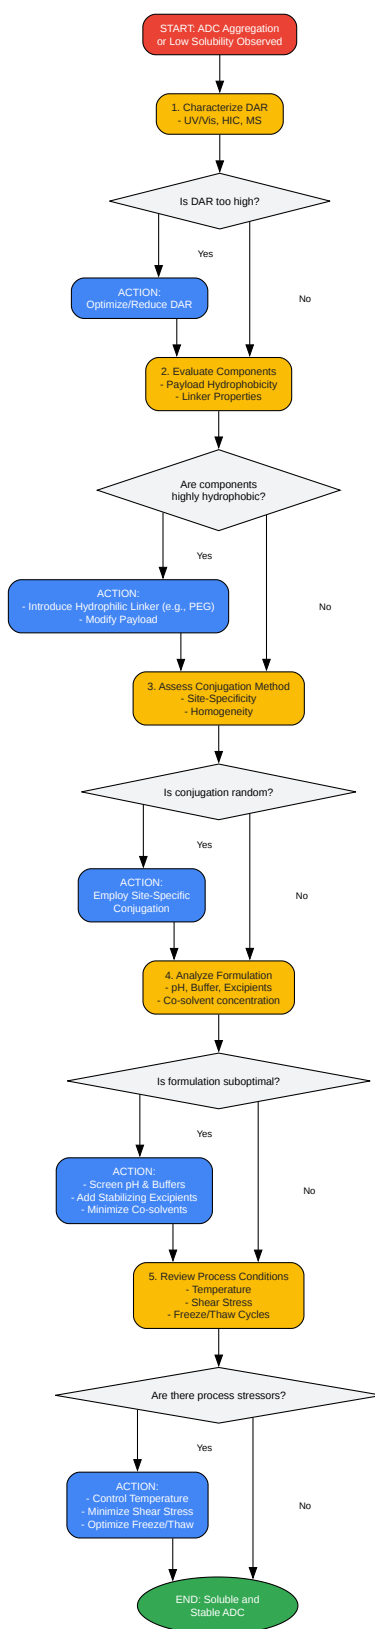 START: ADC Aggregation
or Low Solubility Observed
1. Characterize DAR
- UV/Vis, HIC, MS
Is DAR too high?
Yes
ACTION:
Optimize/Reduce DAR
No
2. Evaluate Components
- Payload Hydrophobicity
- Linker Properties
Are components
highly hydrophobic?
Yes
ACTION:
- Introduce Hydrophilic Linker (e.g., PEG)
- Modify Payload
No
3. Assess Conjugation Method
- Site-Specificity
- Homogeneity
Is conjugation random?
Yes
ACTION:
Employ Site-Specific
Conjugation
No
4. Analyze Formulation
- pH, Buffer, Excipients
- Co-solvent concentration
Is formulation suboptimal?
Yes
ACTION:
- Screen pH & Buffers
- Add Stabilizing Excipients
- Minimize Co-solvents
No
5. Review Process Conditions
- Temperature
- Shear Stress
- Freeze/Thaw Cycles
Are there process stressors?
Yes
ACTION:
- Control Temperature
- Minimize Shear Stress
- Optimize Freeze/Thaw
No
END: Soluble and
Stable ADC